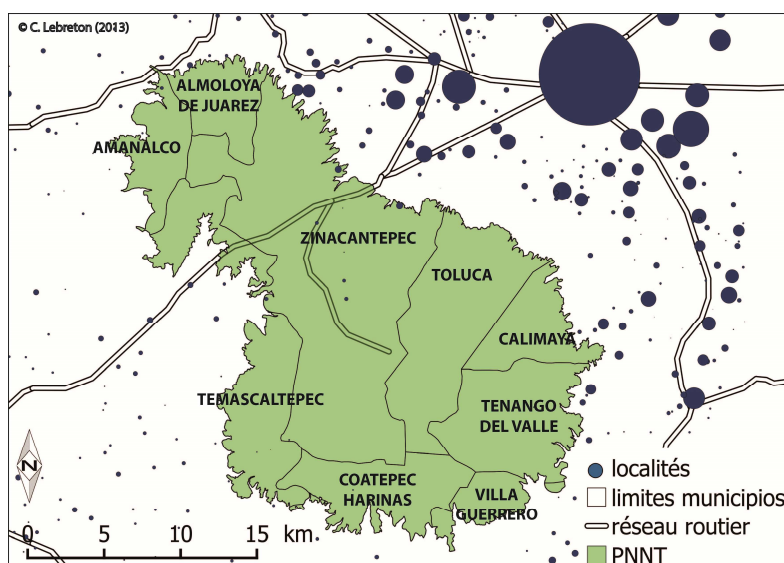 © C. Lebreton (2013)
ALMOLOYA
DE JUAREZ
AMANALCO
ZINACANTEPEC
TOLUCA
CALIMAYA
TEMASCALTEPEC
TENANGO
DEL VALLE
COATEPEC
HARINAS
VILLA
GUERRERO
N
0 5 10 15 km
localités
limites municipios
réseau routier
PNNT